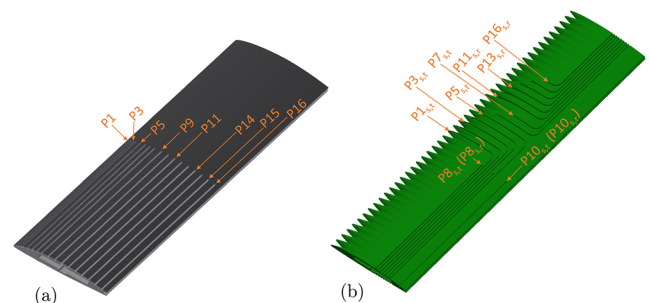 P1
P3
P5
P9
P11
P14
P15
P16
(a)
P16s,r
P13s,r
P11s,r
P7s,t
P5s,t
P3s,t
P1s,t
P8s,t (P8s,r)
P10s,t (P10s,r)
(b)